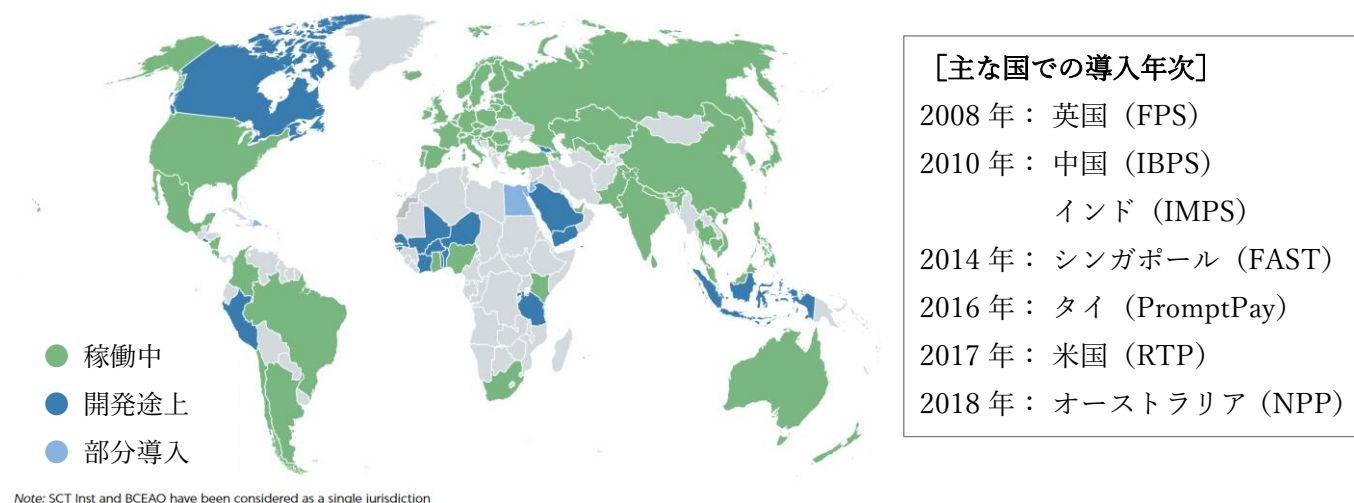 稼働中
開発途上
部分導入
Note: SCT Inst and BCEAO have been considered as a single jurisdiction
［主な国での導入年次］
2008 年： 英国（FPS）
2010 年： 中国（IBPS）
インド（IMPS）
2014 年： シンガポール（FAST）
2016 年： タイ（PromptPay）
2017 年： 米国（RTP）
2018 年： オーストラリア（NPP）